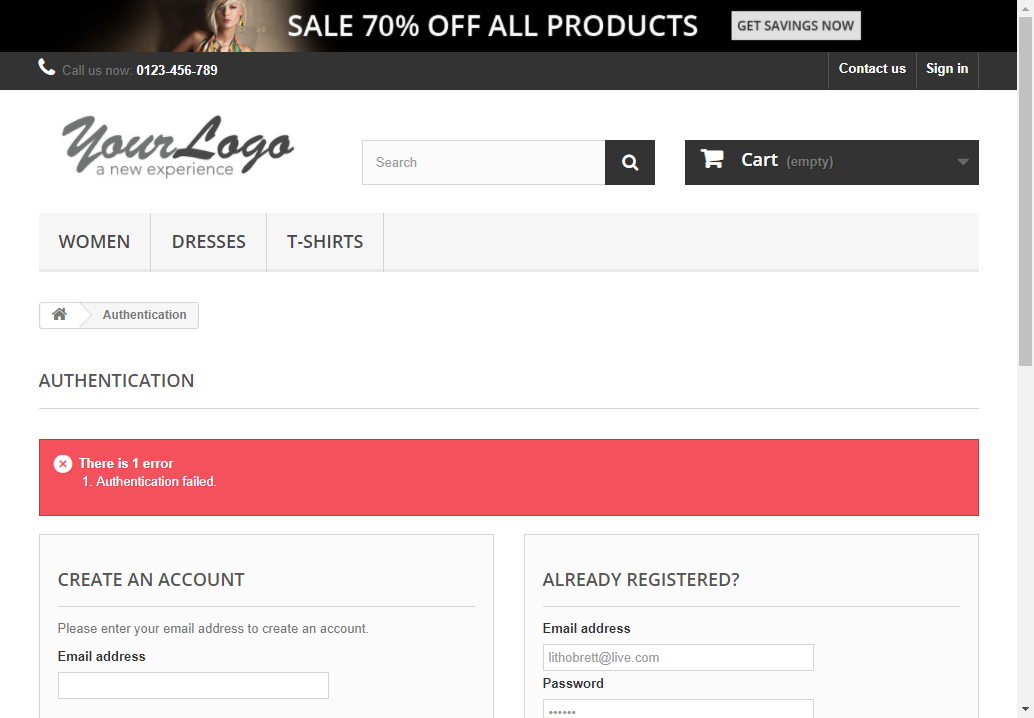 SALE 70% OFF ALL PRODUCTS GET SAVINGS NOW
Call us now: 0123-456-789 Contact us Sign in
YourLogo
a new experience
Search
Cart (empty)
WOMEN DRESSES T-SHIRTS
Authentication
AUTHENTICATION
There is 1 error
1. Authentication failed.
CREATE AN ACCOUNT
Please enter your email address to create an account.
Email address
ALREADY REGISTERED?
Email address
lithobrett@live.com
Password
••••••